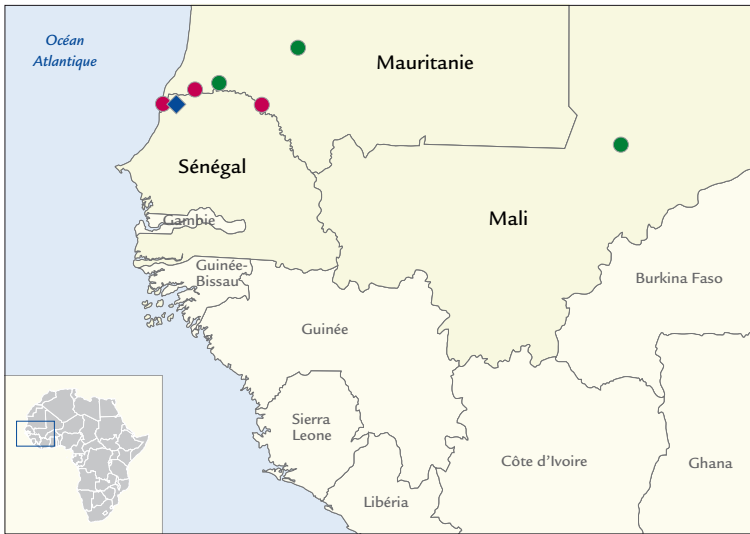 Océan
Atlantique
Mauritanie
Sénégal
Gambie
Mali
Guinée-
Bissau
Burkina Faso
Guinée
Sierra
Leone
Côte d'Ivoire
Ghana
Libéria